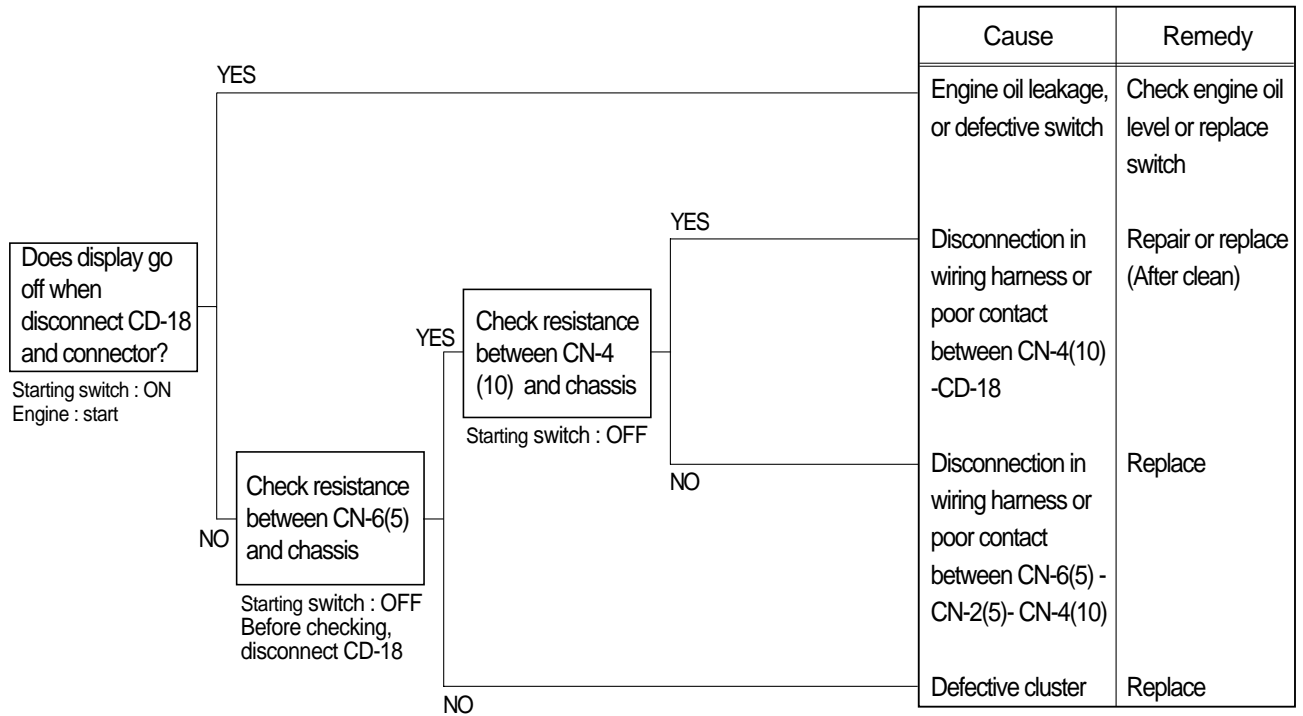 Cause Remedy
YES
Engine oil leakage, Check engine oil
or defective switch level or replace
switch
YES
Does display go
off when
disconnect CD-18
and connector?
Starting switch : ON
Engine : start
YES
Check resistance
between CN-4
(10) and chassis
Starting switch : OFF
Disconnection in Repair or replace
wiring harness or (After clean)
poor contact
between CN-4(10)
-CD-18
NO
Check resistance
between CN-6(5)
and chassis
Starting switch : OFF
Before checking,
disconnect CD-18
NO
Disconnection in Replace
wiring harness or
poor contact
between CN-6(5) -
CN-2(5)- CN-4(10)
NO
Defective cluster Replace